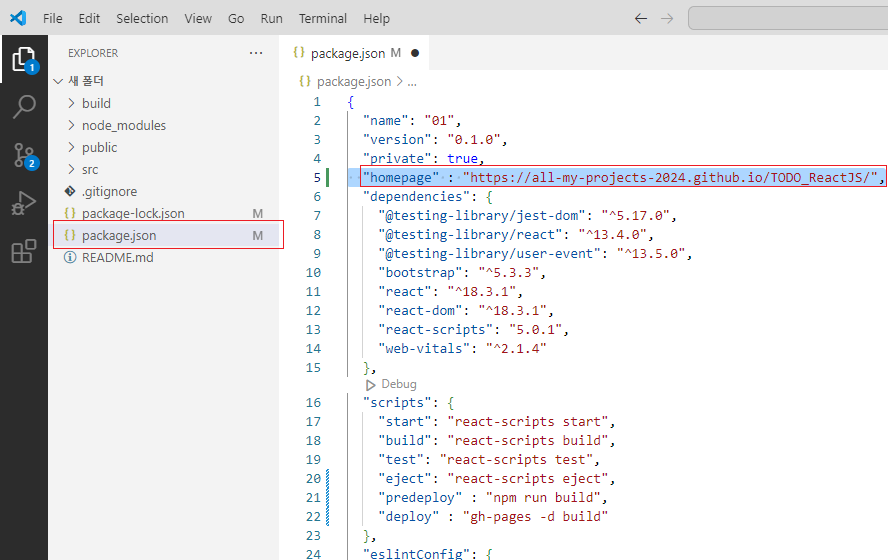 File Edit Selection View Go Run Terminal Help
EXPLORER ...
새 폴더
build
node_modules
public
src
.gitignore
package-lock.json M
package.json M
README.md
1
2
package.json M
package.json > ...
1 {
2 "name": "01",
3 "version": "0.1.0",
4 "private": true,
5 "homepage" : "https://all-my-projects-2024.github.io/TODO_ReactJS/",
6 "dependencies": {
7 "@testing-library/jest-dom": "^5.17.0",
8 "@testing-library/react": "^13.4.0",
9 "@testing-library/user-event": "^13.5.0",
10 "bootstrap": "^5.3.3",
11 "react": "^18.3.1",
12 "react-dom": "^18.3.1",
13 "react-scripts": "5.0.1",
14 "web-vitals": "^2.1.4"
15 },
Debug
16 "scripts": {
17 "start": "react-scripts start",
18 "build": "react-scripts build",
19 "test": "react-scripts test",
20 "eject": "react-scripts eject",
21 "predeploy" : "npm run build",
22 "deploy" : "gh-pages -d build"
23 },
24 "eslintConfig": {